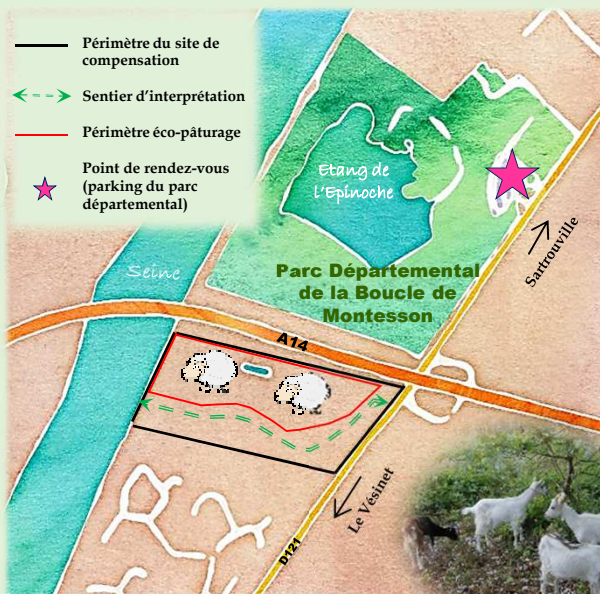 Périmètre du site de
compensation
Sentier d'interprétation
Périmètre éco-pâturage
Point de rendez-vous
(parking du parc
départemental)
Etang de
l'Epinoche
Seine
Sartrouville
Parc Départemental
de la Boucle de
Montesson
A14
Le Vésinet
D121